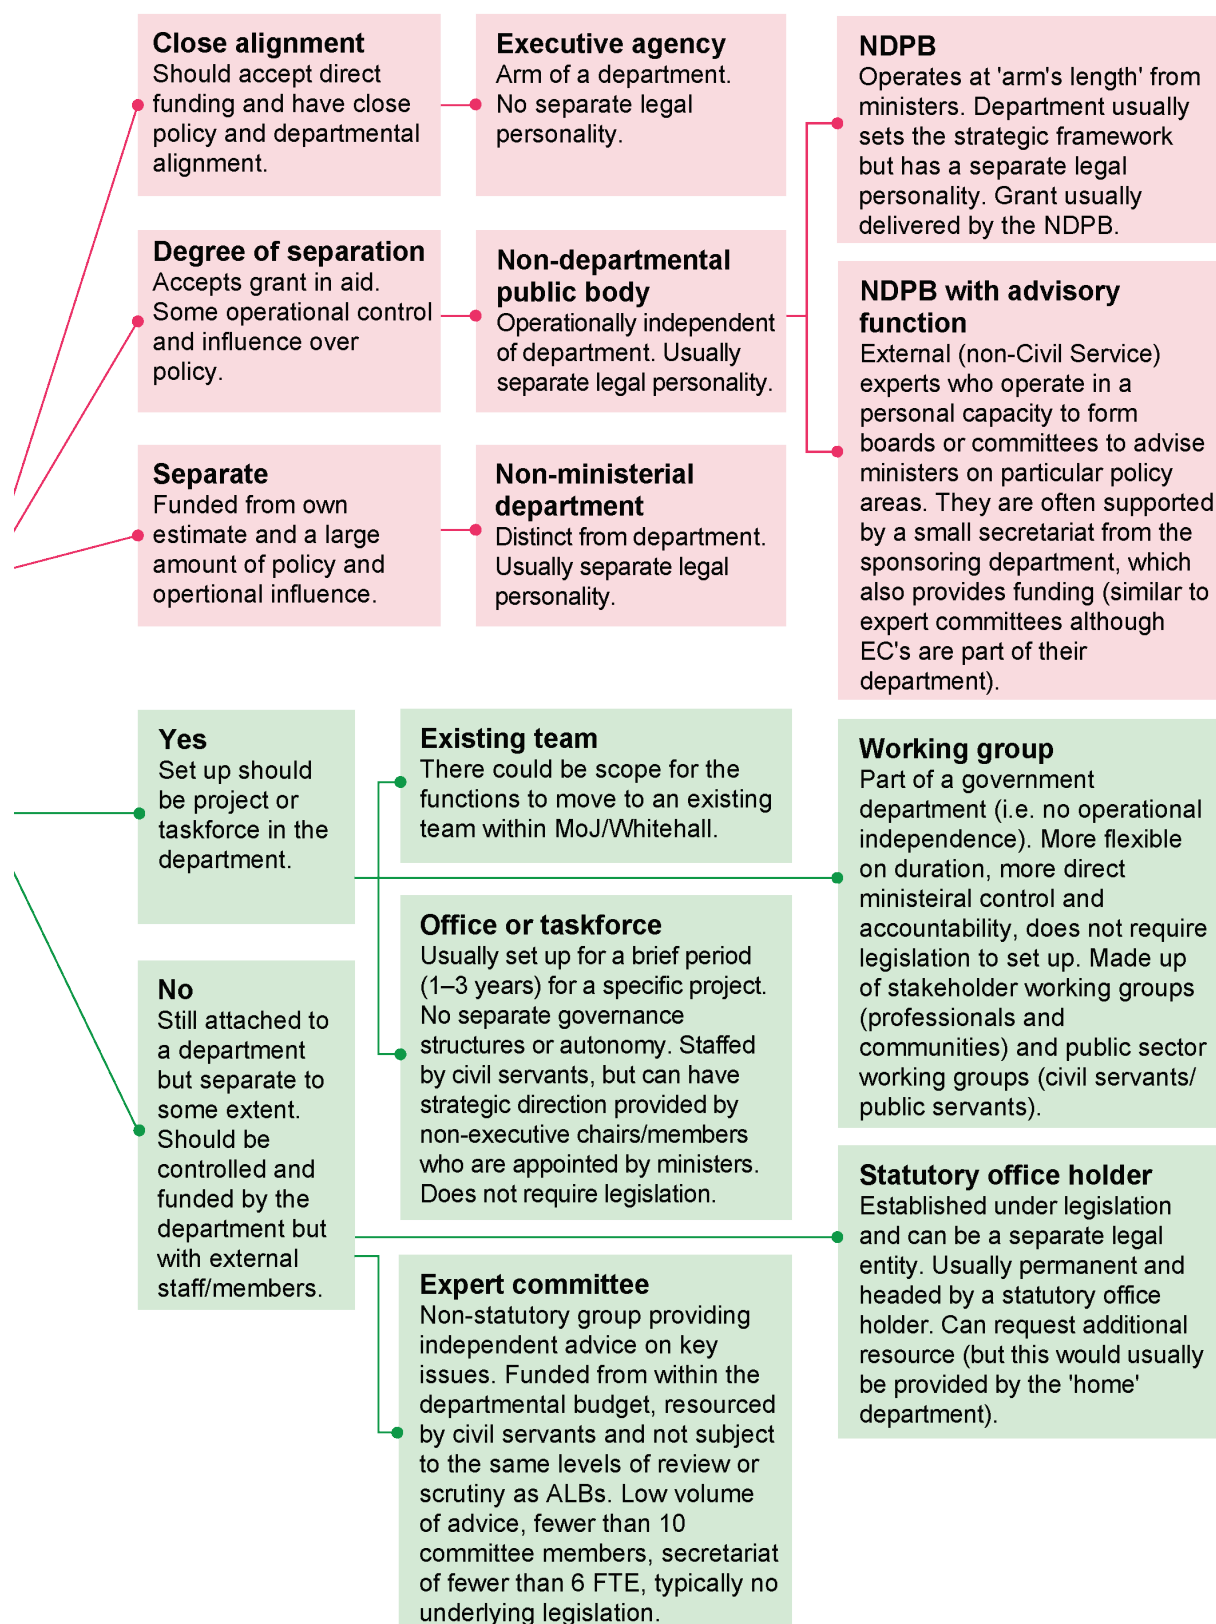 Close alignment
Should accept direct
funding and have close
policy and departmental
alignment.
Executive agency
Arm of a department.
No separate legal
personality.
NDPB
Operates at 'arm's length' from
ministers. Department usually
sets the strategic framework
but has a separate legal
personality. Grant usually
delivered by the NDPB.
Degree of separation
Accepts grant in aid.
Some operational control
and influence over
policy.
Non-departmental
public body
Operationally independent
of department. Usually
separate legal personality.
NDPB with advisory
function
External (non-Civil Service)
experts who operate in a
personal capacity to form
boards or committees to advise
ministers on particular policy
areas. They are often supported
by a small secretariat from the
sponsoring department, which
also provides funding (similar to
expert committees although
EC's are part of their
department).
Separate
Funded from own
estimate and a large
amount of policy and
opertional influence.
Non-ministerial
department
Distinct from department.
Usually separate legal
personality.
Yes
Set up should
be project or
taskforce in the
department.
Existing team
There could be scope for the
functions to move to an existing
team within MoJ/Whitehall.
Working group
Part of a government
department (i.e. no operational
independence). More flexible
on duration, more direct
ministeiral control and
accountability, does not require
legislation to set up. Made up
of stakeholder working groups
(professionals and
communities) and public sector
working groups (civil servants/
public servants).
Office or taskforce
Usually set up for a brief period
(1–3 years) for a specific project.
No separate governance
structures or autonomy. Staffed
by civil servants, but can have
strategic direction provided by
non-executive chairs/members
who are appointed by ministers.
Does not require legislation.
No
Still attached to
a department
but separate to
some extent.
Should be
controlled and
funded by the
department but
with external
staff/members.
Statutory office holder
Established under legislation
and can be a separate legal
entity. Usually permanent and
headed by a statutory office
holder. Can request additional
resource (but this would usually
be provided by the 'home'
department).
Expert committee
Non-statutory group providing
independent advice on key
issues. Funded from within the
departmental budget, resourced
by civil servants and not subject
to the same levels of review or
scrutiny as ALBs. Low volume
of advice, fewer than 10
committee members, secretariat
of fewer than 6 FTE, typically no
underlying legislation.